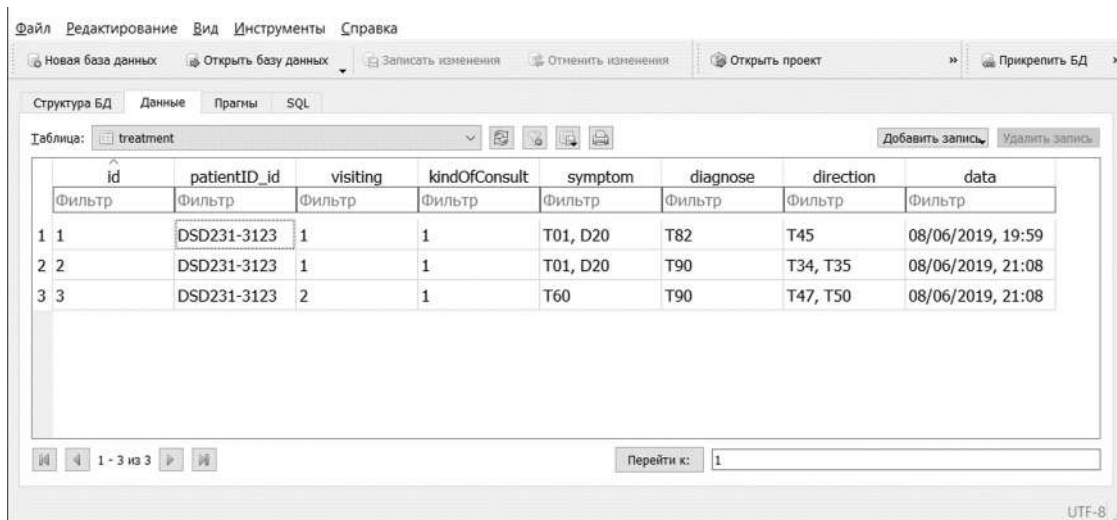 Файл Редактирование Вид Инструменты Справка
Новая база данных Открыть базу данных Записать изменения Отменить изменения Открыть проект » Прикрепить БД
Структура БД Данные Прагмы SQL
Таблица: treatment Добавить запись Удалить запись
id patientID_id visiting kindOfConsult symptom diagnose direction data
Фильтр Фильтр Фильтр Фильтр Фильтр Фильтр Фильтр Фильтр
1 1 DSD231-3123 1 1 T01, D20 T82 T45 08/06/2019, 19:59
2 2 DSD231-3123 1 1 T01, D20 T90 T34, T35 08/06/2019, 21:08
3 3 DSD231-3123 2 1 T60 T90 T47, T50 08/06/2019, 21:08
1 - 3 из 3 Перейти к: 1
UTF-8